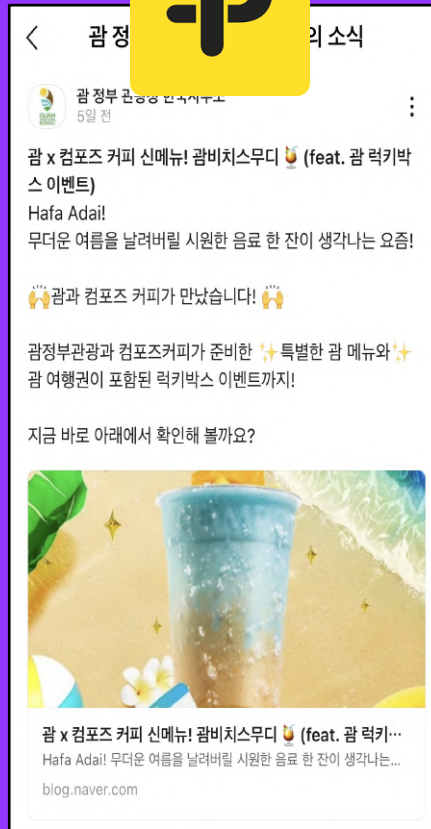 괌 정 의 소식
괌 정부 관광청 한국사무소
5일 전
괌 x 컴포즈 커피 신메뉴! 괌비치스무디 🍹 (feat. 괌 럭키박
스 이벤트)
Hafa Adai!
무더운 여름을 날려버릴 시원한 음료 한 잔이 생각나는 요즘!
🙌괌과 컴포즈 커피가 만났습니다! 🙌
괌정부관광과 컴포즈커피가 준비한 ✨특별한 괌 메뉴와✨
괌 여행권이 포함된 럭키박스 이벤트까지!
지금 바로 아래에서 확인해 볼까요?
괌 x 컴포즈 커피 신메뉴! 괌비치스무디 🍹 (feat. 괌 럭키…
Hafa Adai! 무더운 여름을 날려버릴 시원한 음료 한 잔이 생각나는...
blog.naver.com